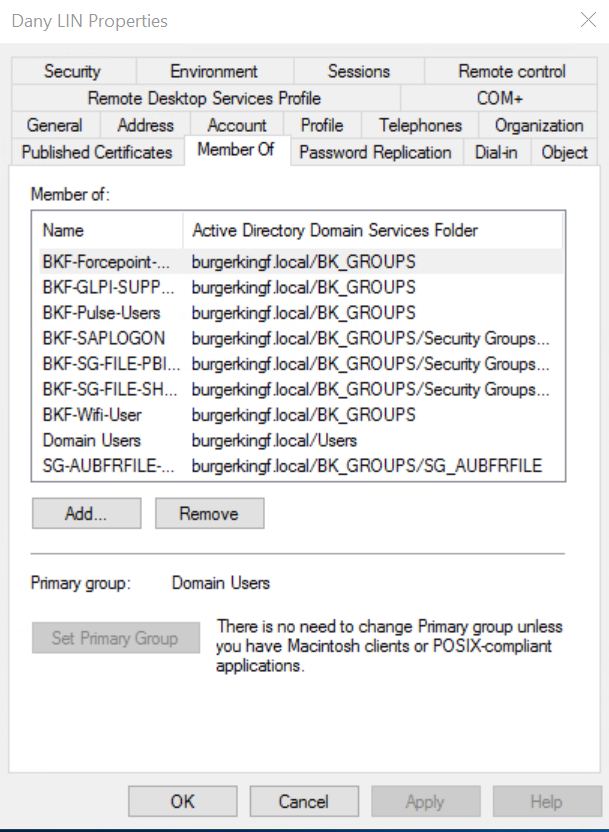 Dany LIN Properties
Security Environment Sessions Remote control
Remote Desktop Services Profile COM+
General Address Account Profile Telephones Organization
Published Certificates Member Of Password Replication Dial-in Object
Member of:
Name Active Directory Domain Services Folder
BKF-Forcepoint-... burgerkingf.local/BK_GROUPS
BKF-GLPI-SUPP... burgerkingf.local/BK_GROUPS
BKF-Pulse-Users burgerkingf.local/BK_GROUPS
BKF-SAPLOGON burgerkingf.local/BK_GROUPS/Security Groups...
BKF-SG-FILE-PBI... burgerkingf.local/BK_GROUPS/Security Groups...
BKF-SG-FILE-SH... burgerkingf.local/BK_GROUPS/Security Groups...
BKF-Wifi-User burgerkingf.local/BK_GROUPS
Domain Users burgerkingf.local/Users
SG-AUBFRFILE-... burgerkingf.local/BK_GROUPS/SG_AUBFRFILE
Add... Remove
Primary group: Domain Users
Set Primary Group
There is no need to change Primary group unless
you have Macintosh clients or POSIX-compliant
applications.
OK Cancel Apply Help